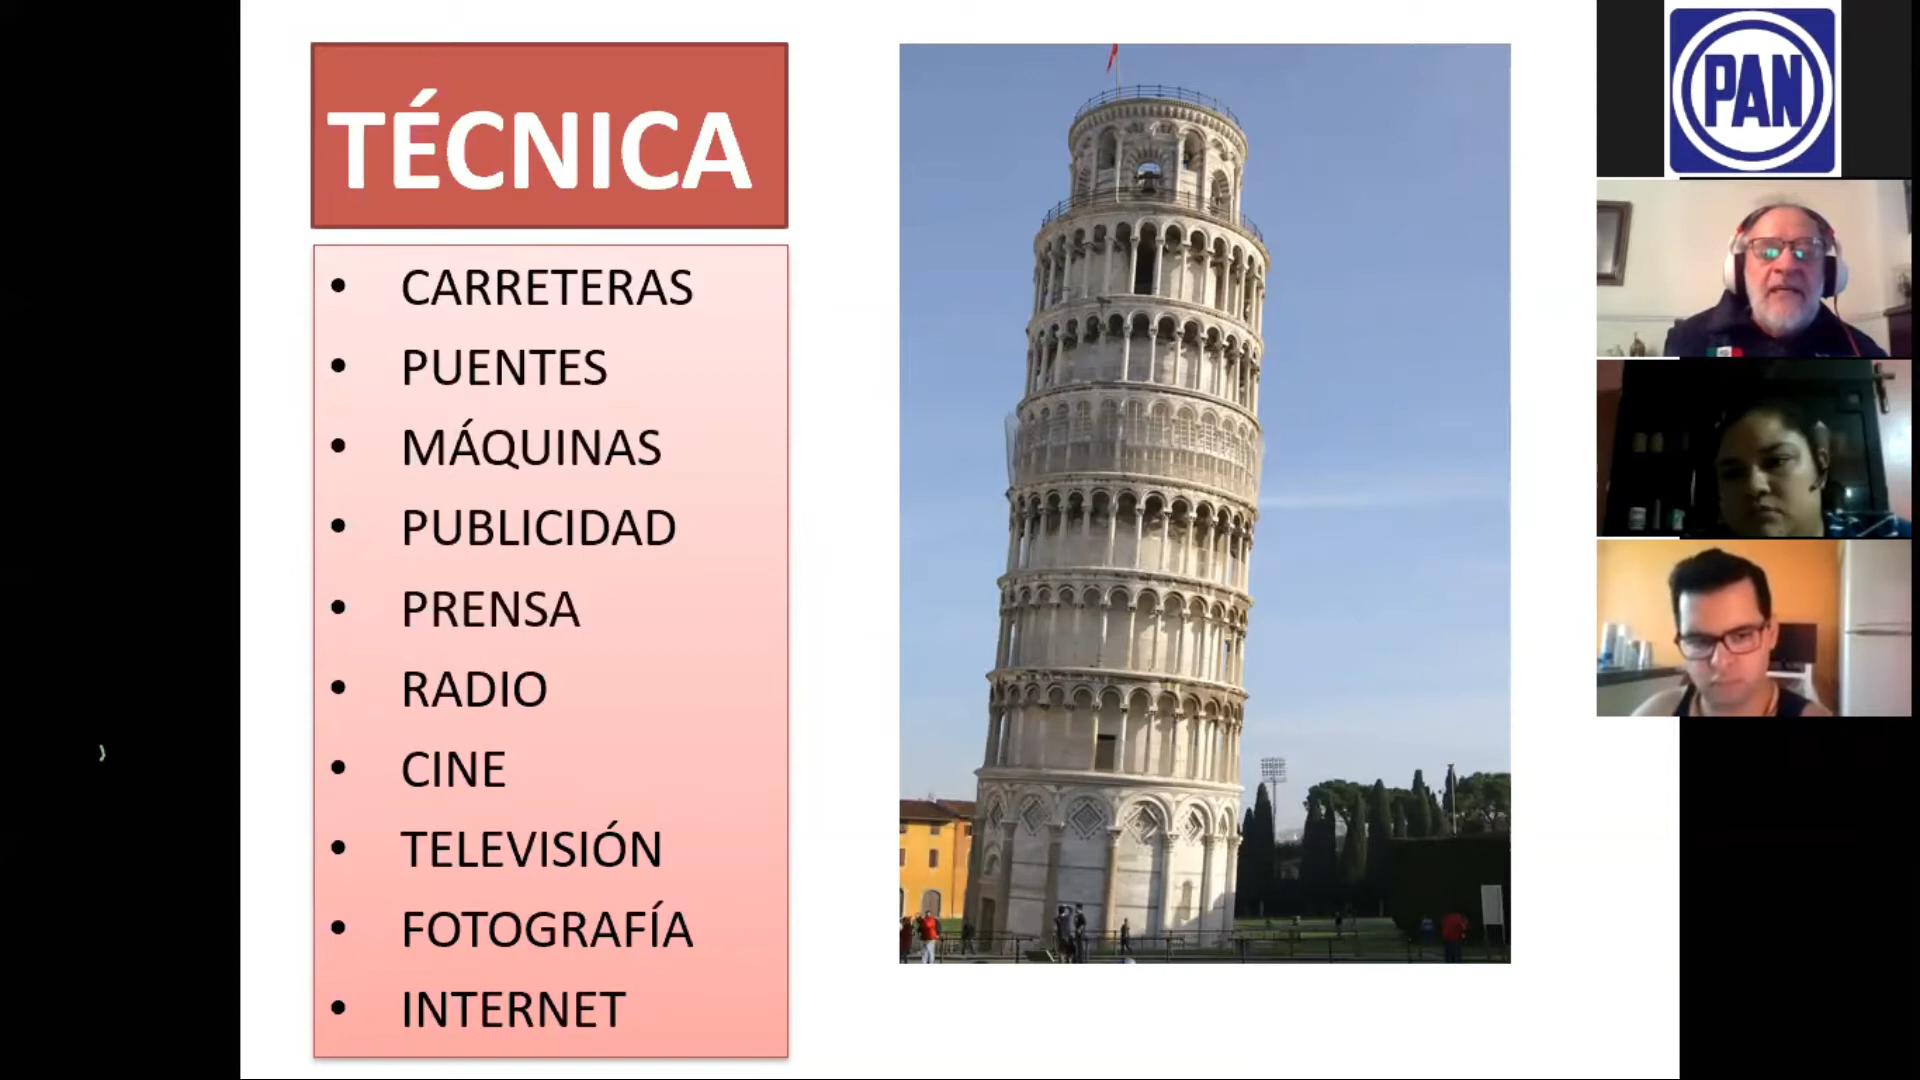 TÉCNICA
• CARRETERAS
• PUENTES
• MÁQUINAS
• PUBLICIDAD
• PRENSA
• RADIO
• CINE
• TELEVISIÓN
• FOTOGRAFÍA
• INTERNET
PAN